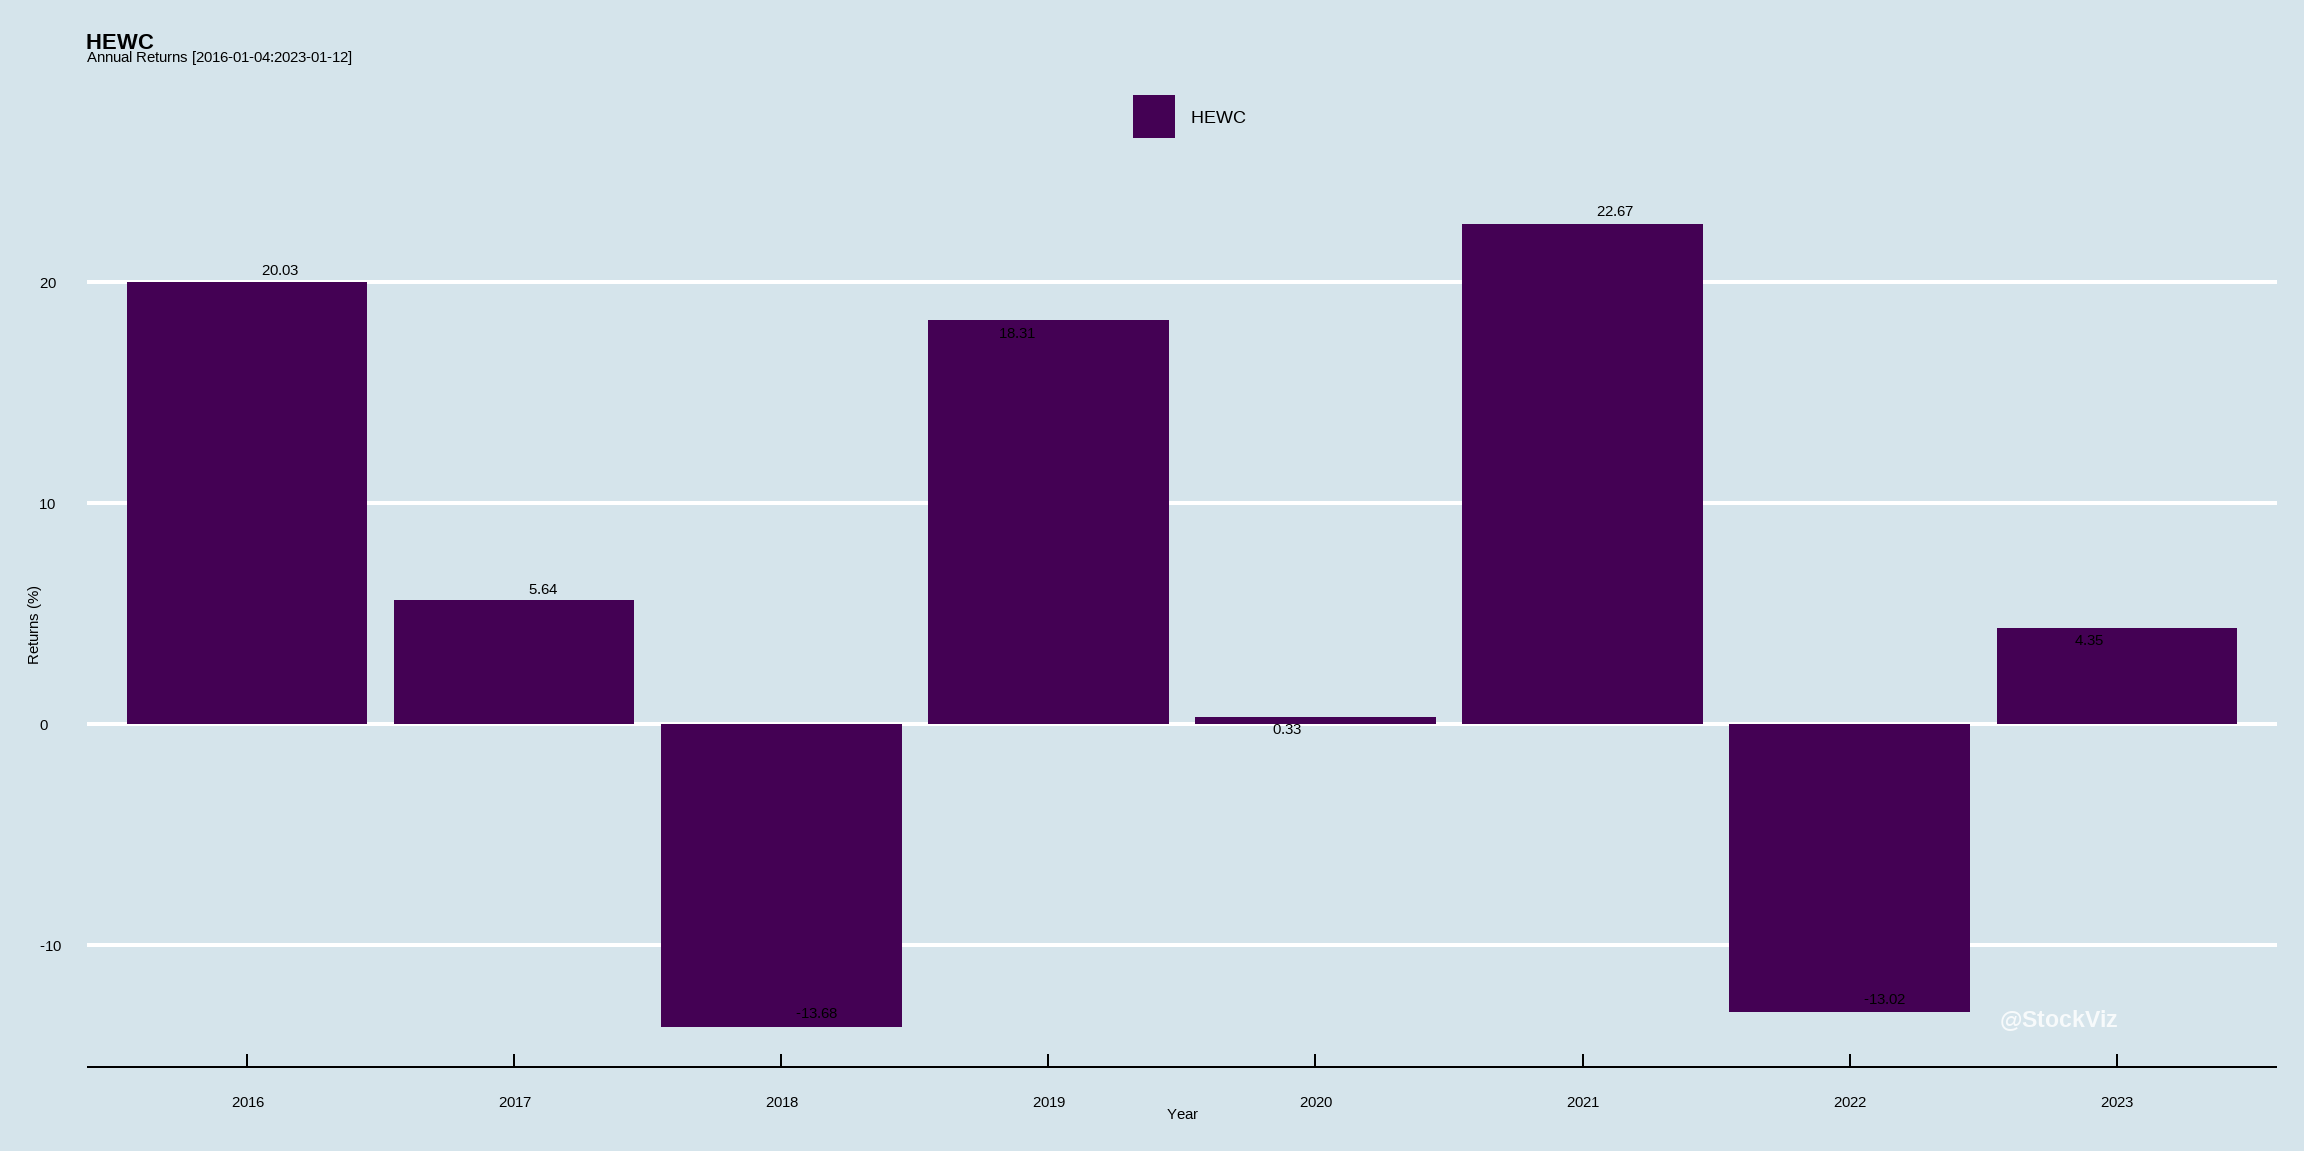 HEWC
Annual Returns [2016-01-04:2023-01-12]
HEWC
22.67
20.03
20
18.31
10
5.64
4.35
0
0.33
-10
-13.02
-13.68
@StockViz
Returns (%)
2016 2017 2018 2019 2020 2021 2022 2023
Year